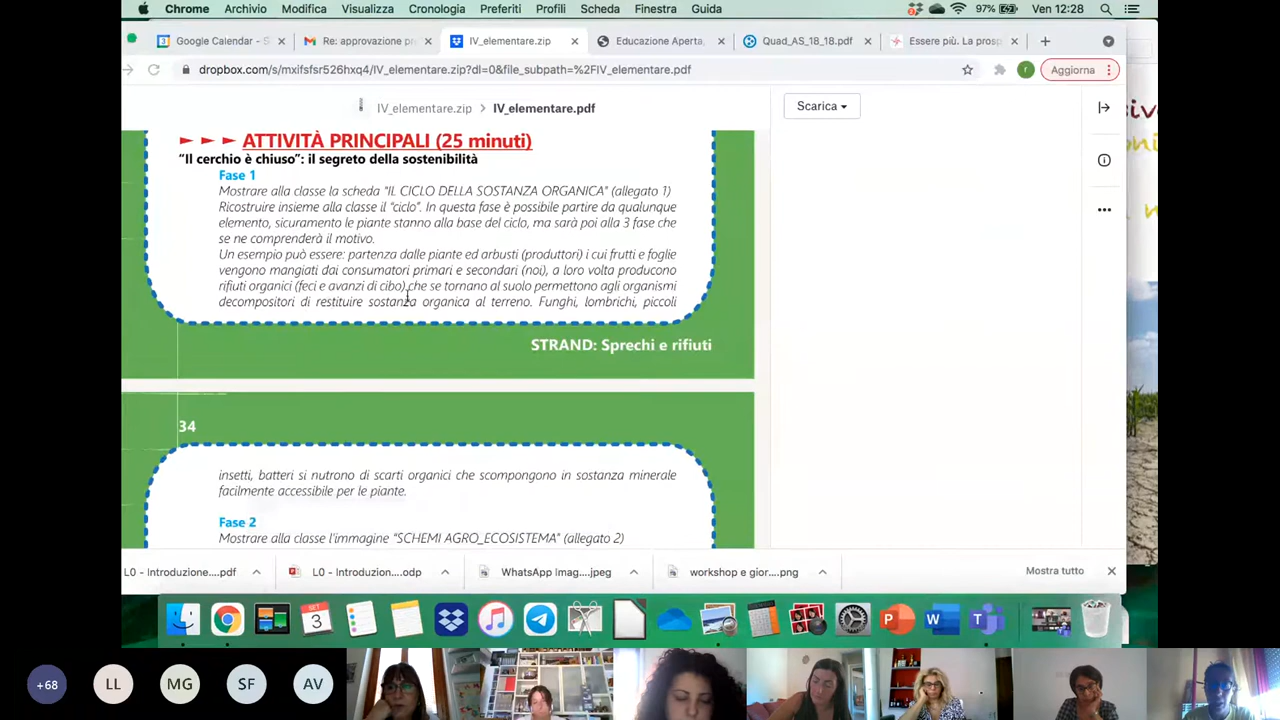 Chrome Archivio Modifica Visualizza Cronologia Preferiti Profili Scheda Finestra Guida 97% Ven 12:28
Google Calendar - S Re: approvazione pr IV_elementare.zip Educazione Aperta, Quad_AS_18_18.pdf Essere più. La prosp
dropbox.com/s/mxifsfsr526hxq4/IV_elementare.zip?dl=0&file_subpath=%2FIV_elementare.pdf r Aggiorna
IV_elementare.zip > IV_elementare.pdf Scarica
ATTIVITÀ PRINCIPALI (25 minuti)
“Il cerchio è chiuso”: il segreto della sostenibilità
Fase 1
Mostrare alla classe la scheda “IL CICLO DELLA SOSTANZA ORGANICA” (allegato 1)
Ricostruire insieme alla classe il “ciclo”. In questa fase è possibile partire da qualunque
elemento, sicuramente le piante stanno alla base del ciclo, ma sarà poi alla 3 fase che
se ne comprenderà il motivo.
Un esempio può essere: partenza dalle piante ed arbusti (produttori) i cui frutti e foglie
vengono mangiati dai consumatori primari e secondari (noi), a loro volta producono
rifiuti organici (feci e avanzi di cibo) che se tornano al suolo permettono agli organismi
decompositori di restituire sostanza organica al terreno. Funghi, lombrichi, piccoli
STRAND: Sprechi e rifiuti
34
insetti, batteri si nutrono di scarti organici che scompongono in sostanza minerale
facilmente accessibile per le piante.
Fase 2
Mostrare alla classe l’immagine “SCHEMI AGRO_ECOSISTEMA” (allegato 2)
L0 - Introduzione....pdf L0 - Introduzion....odp WhatsApp Imag....jpeg workshop e gior....png Mostra tutto
SET
3
+68 LL MG SF AV